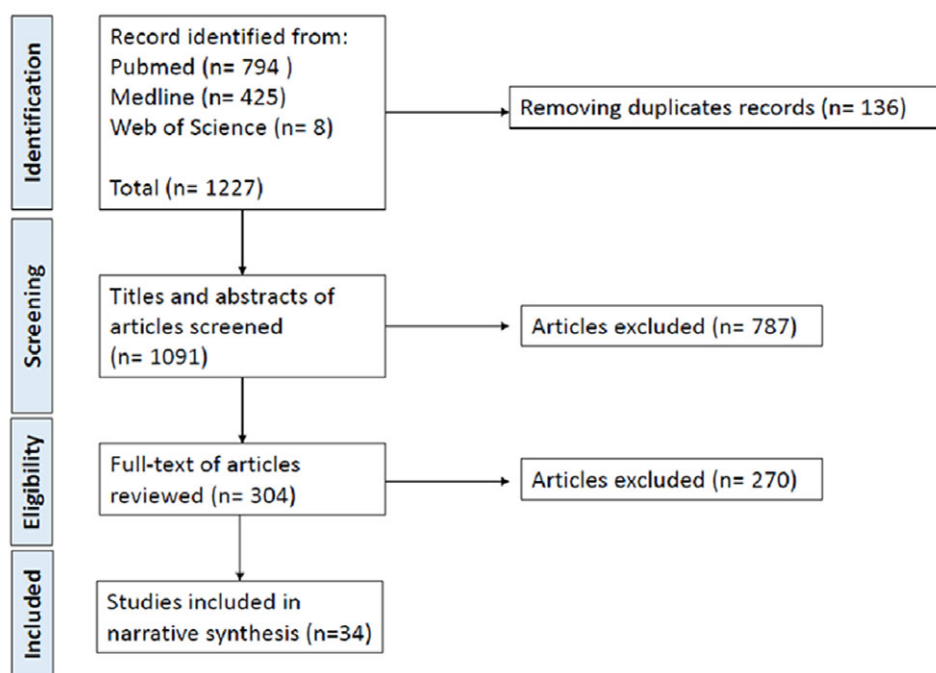 Identification
Record identified from:
Pubmed (n= 794 )
Medline (n= 425)
Web of Science (n= 8)
Total (n= 1227)
Removing duplicates records (n= 136)
Screening
Titles and abstracts of
articles screened
(n= 1091)
Articles excluded (n= 787)
Eligibility
Full-text of articles
reviewed (n= 304)
Articles excluded (n= 270)
Included
Studies included in
narrative synthesis (n=34)